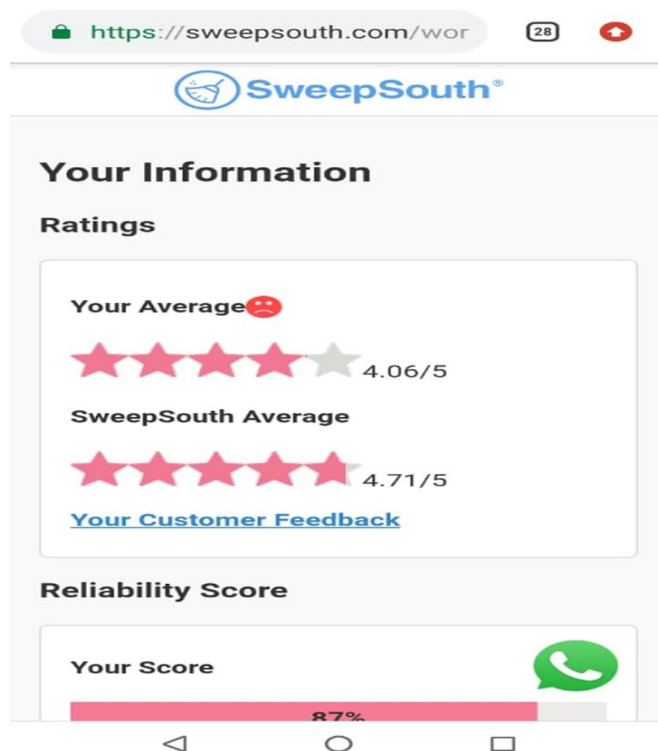 https://sweepsouth.com/wor 28
SweepSouth®
Your Information
Ratings
Your Average
4.06/5
SweepSouth Average
4.71/5
Your Customer Feedback
Reliability Score
Your Score
87%